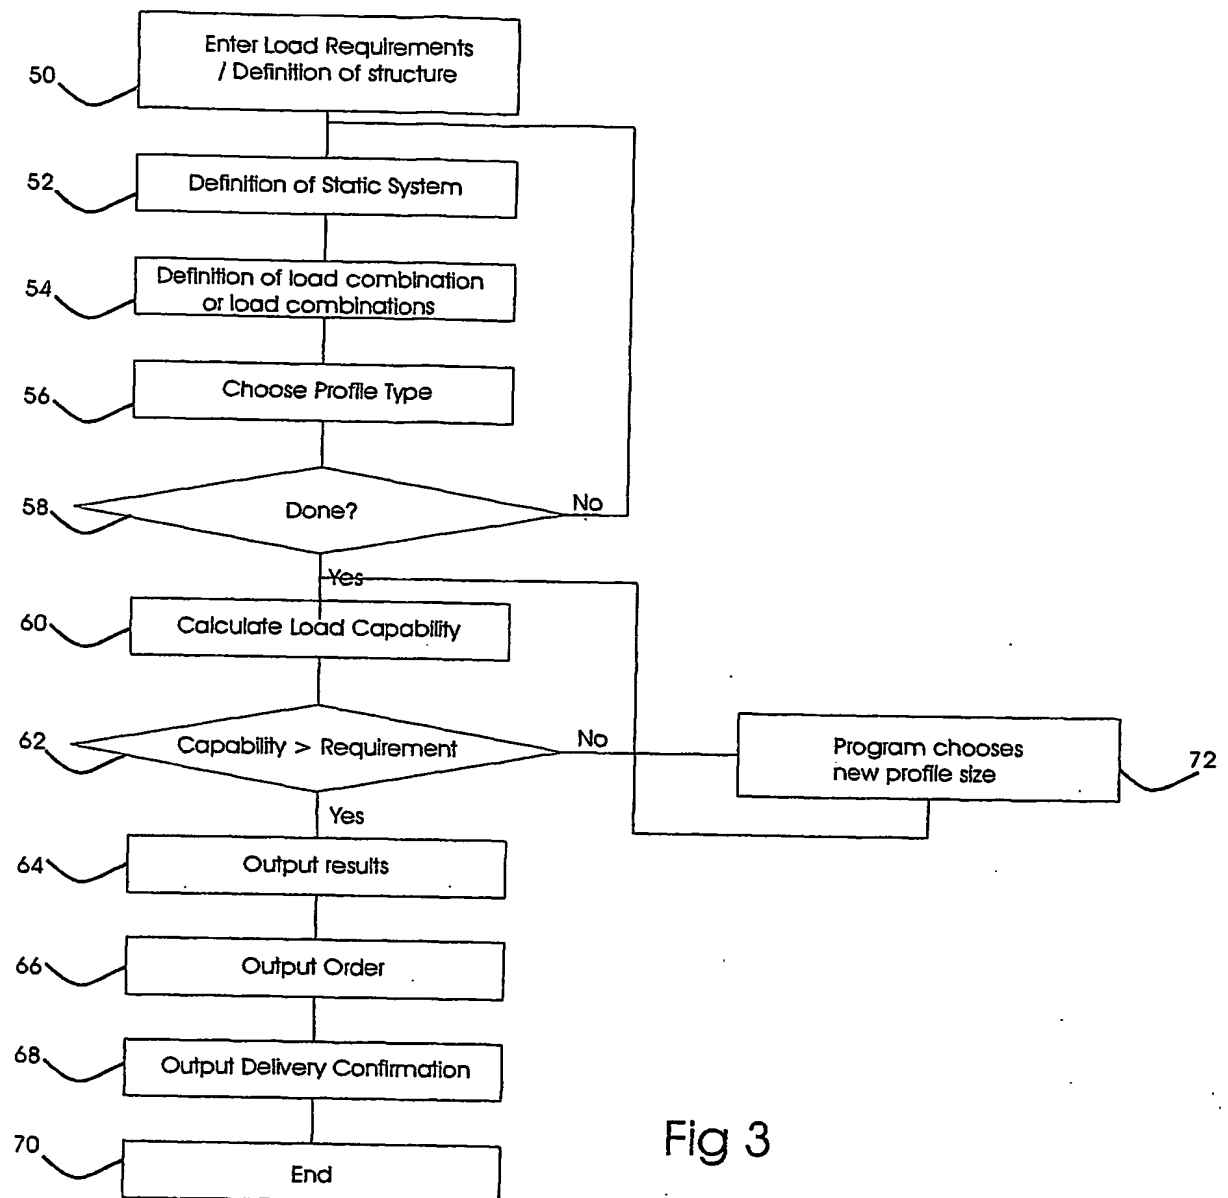 Enter Load Requirements
/ Definition of structure
50
52
Definition of Static System
54
Definition of load combination
or load combinations
56
Choose Profile Type
58
Done?
No
Yes
60
Calculate Load Capability
62
Capability > Requirement
No
Program chooses
new profile size
72
Yes
64
Output results
66
Output Order
68
Output Delivery Confirmation
70
End
Fig 3